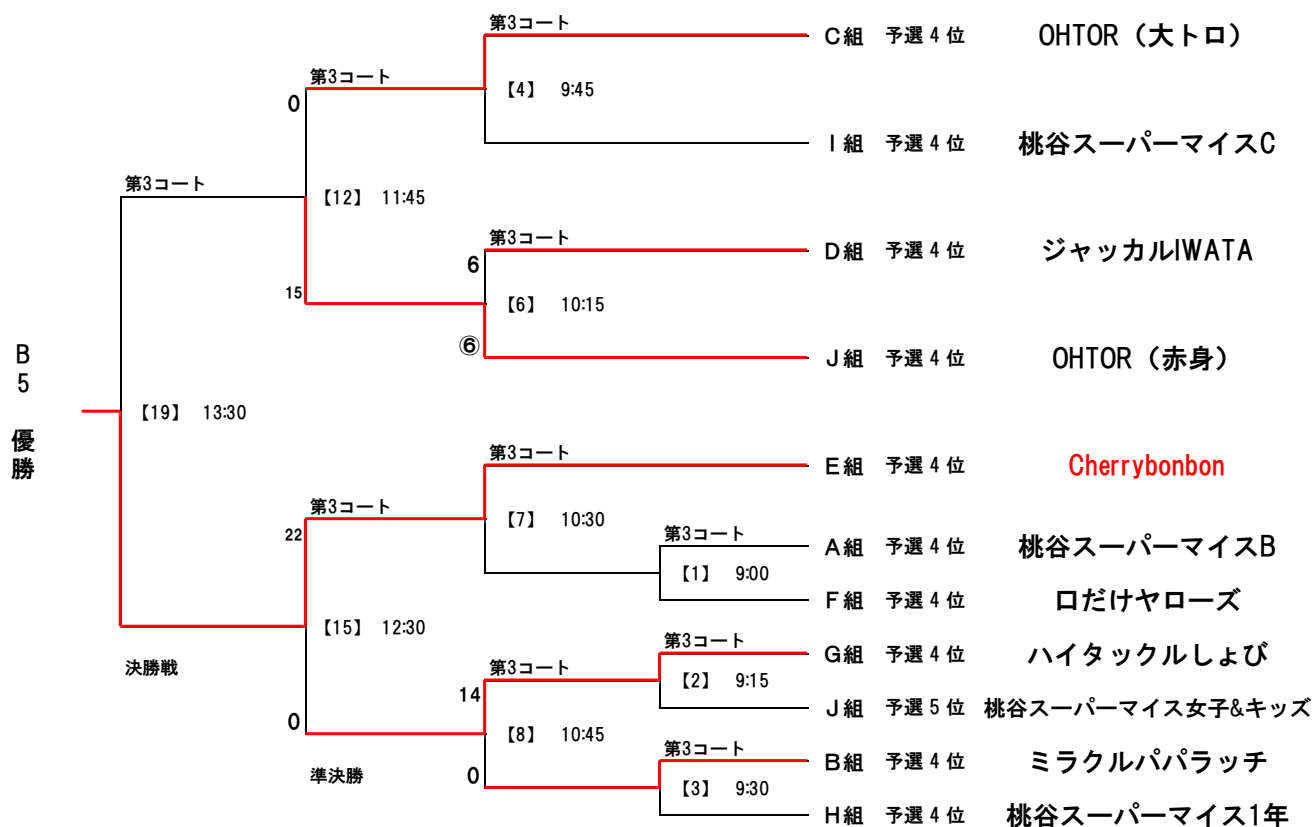 第3コート
C組 予選4位 OHTOR（大トロ）
第3コート
【4】 9:45
0
I組 予選4位 桃谷スーパーマイスC
第3コート
【12】 11:45
第3コート
D組 予選4位 ジャッカルIWATA
6
15
【6】 10:15
⑥
J組 予選4位 OHTOR（赤身）
B5 優勝
【19】 13:30
第3コート
E組 予選4位 Cherrybonbon
第3コート
22
【7】 10:30
第3コート
A組 予選4位 桃谷スーパーマイスB
【1】 9:00
F組 予選4位 口だけヤローズ
【15】 12:30
第3コート
G組 予選4位 ハイタックルしょび
決勝戦
第3コート
【2】 9:15
14
J組 予選5位 桃谷スーパーマイス女子&キッズ
0
【8】 10:45
第3コート
B組 予選4位 ミラクルパパラッチ
準決勝
0
【3】 9:30
H組 予選4位 桃谷スーパーマイス1年